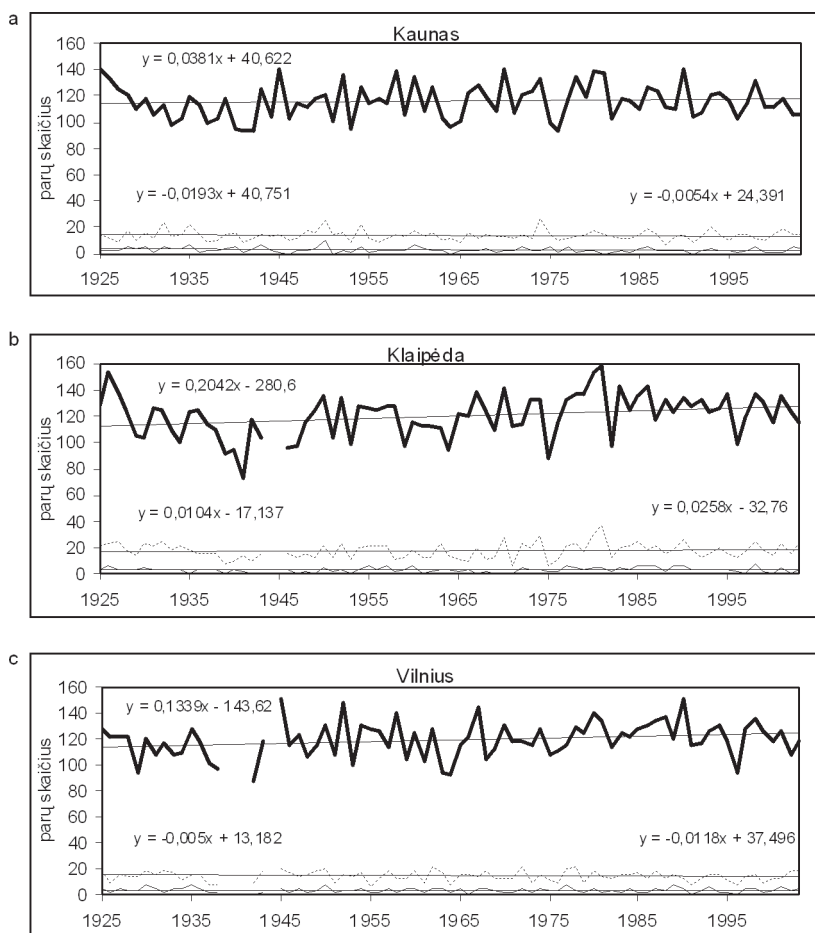 a
Kaunas
160
140
120
100
80
60
40
20
0
parų skaičius
y = 0,0381x + 40,622
y = -0,0193x + 40,751
y = -0,0054x + 24,391
1925 1935 1945 1955 1965 1975 1985 1995
b
Klaipėda
160
140
120
100
80
60
40
20
0
parų skaičius
y = 0,2042x - 280,6
y = 0,0104x - 17,137
y = 0,0258x - 32,76
1925 1935 1945 1955 1965 1975 1985 1995
c
Vilnius
160
140
120
100
80
60
40
20
0
parų skaičius
y = 0,1339x - 143,62
y = -0,005x + 13,182
y = -0,0118x + 37,496
1925 1935 1945 1955 1965 1975 1985 1995